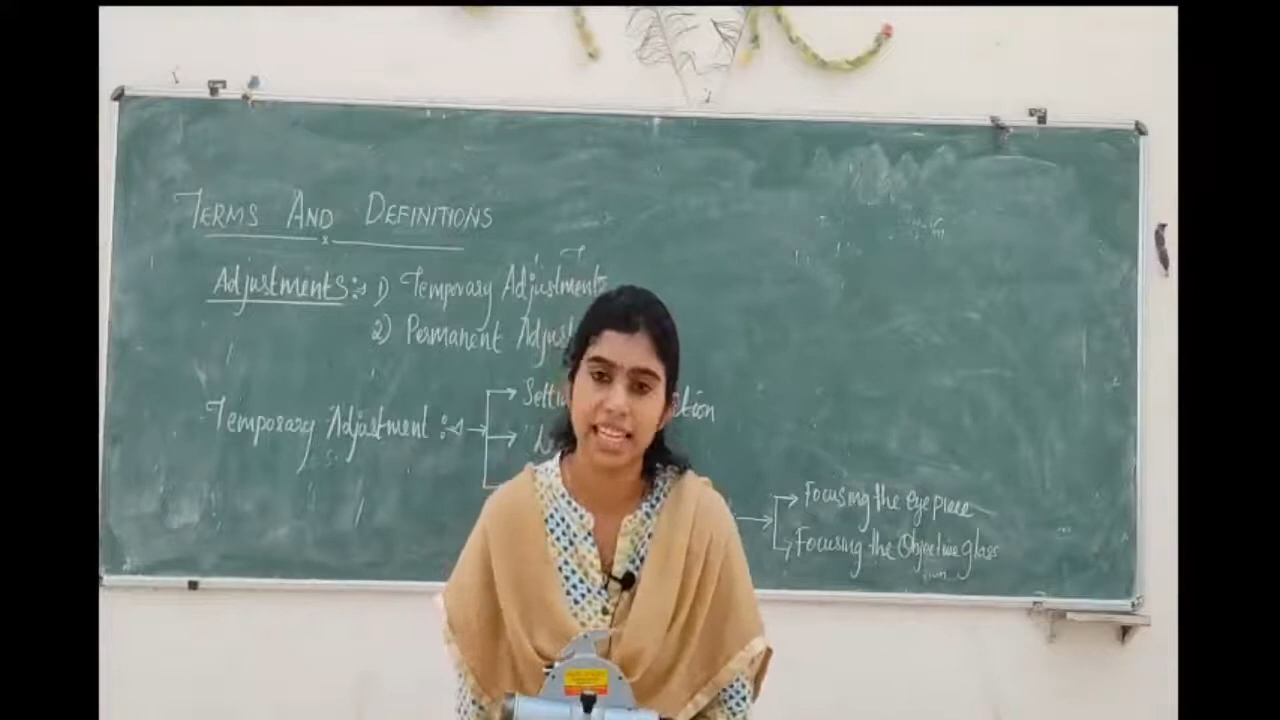 TERMS AND DEFINITIONS
Adjustments :- 1) Temporary Adjustments
2) Permanent Adjust
Temporary Adjustment :-
Focusing the eye piece
Focusing the Objective glass